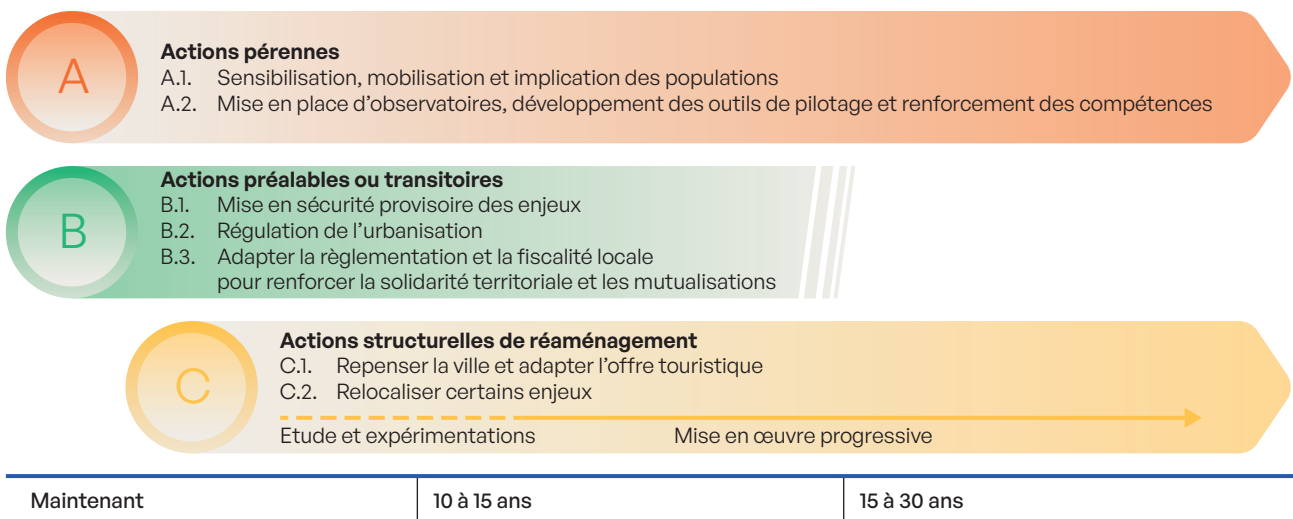 A
Actions pérennes
A.1. Sensibilisation, mobilisation et implication des populations
A.2. Mise en place d’observatoires, développement des outils de pilotage et renforcement des compétences
B
Actions préalables ou transitoires
B.1. Mise en sécurité provisoire des enjeux
B.2. Régulation de l’urbanisation
B.3. Adapter la règlementation et la fiscalité locale
pour renforcer la solidarité territoriale et les mutualisations
C
Actions structurelles de réaménagement
C.1. Repenser la ville et adapter l’offre touristique
C.2. Relocaliser certains enjeux
Etude et expérimentations Mise en œuvre progressive
Maintenant 10 à 15 ans 15 à 30 ans